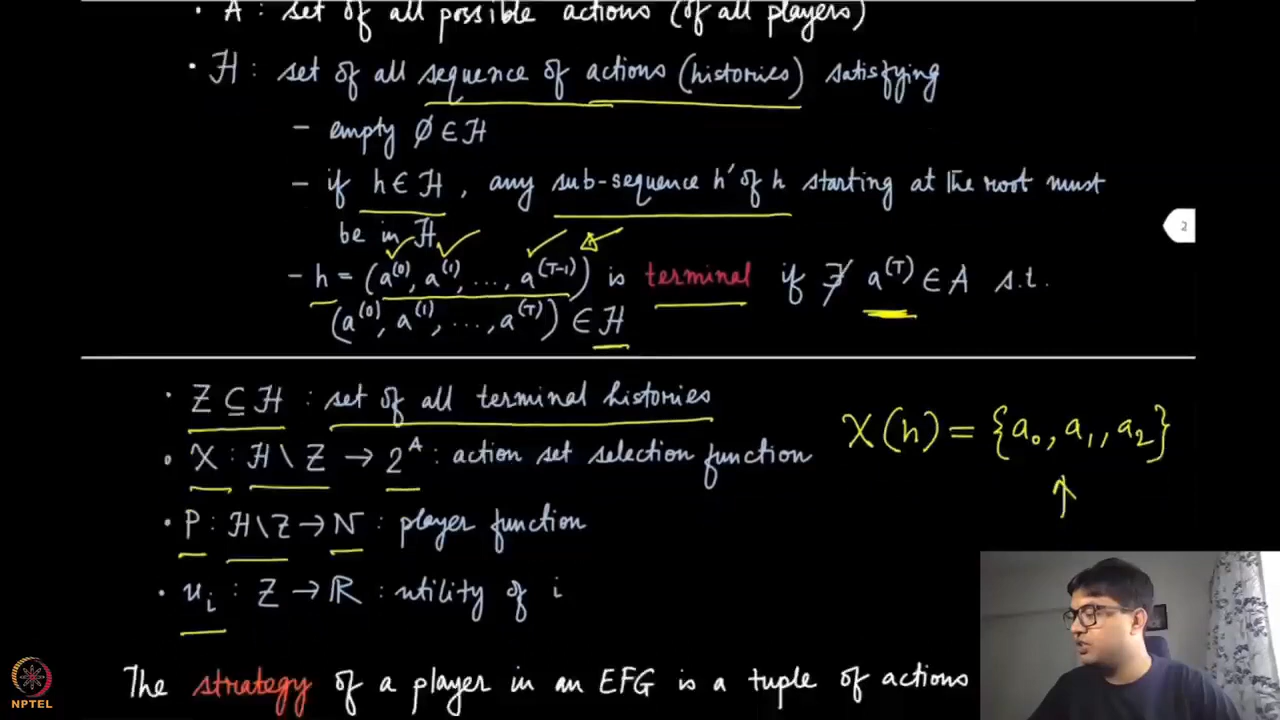 • A : set of all possible actions (of all players)
• ℋ : set of all sequence of actions (histories) satisfying
– empty ∅ ∈ ℋ
– if h ∈ ℋ, any sub-sequence h' of h starting at the root must
be in ℋ
– h = (a^(0), a^(1), ..., a^(T-1)) is terminal if ∄ a^(T) ∈ A s.t.
(a^(0), a^(1), ..., a^(T)) ∈ ℋ
2
• Z ⊆ ℋ : set of all terminal histories
• X : ℋ \ Z → 2^A : action set selection function
X(h) = {a₀, a₁, a₂}
• P : ℋ \ Z → N : player function
• u_i : Z → ℝ : utility of i
The strategy of a player in an EFG is a tuple of actions
NPTEL